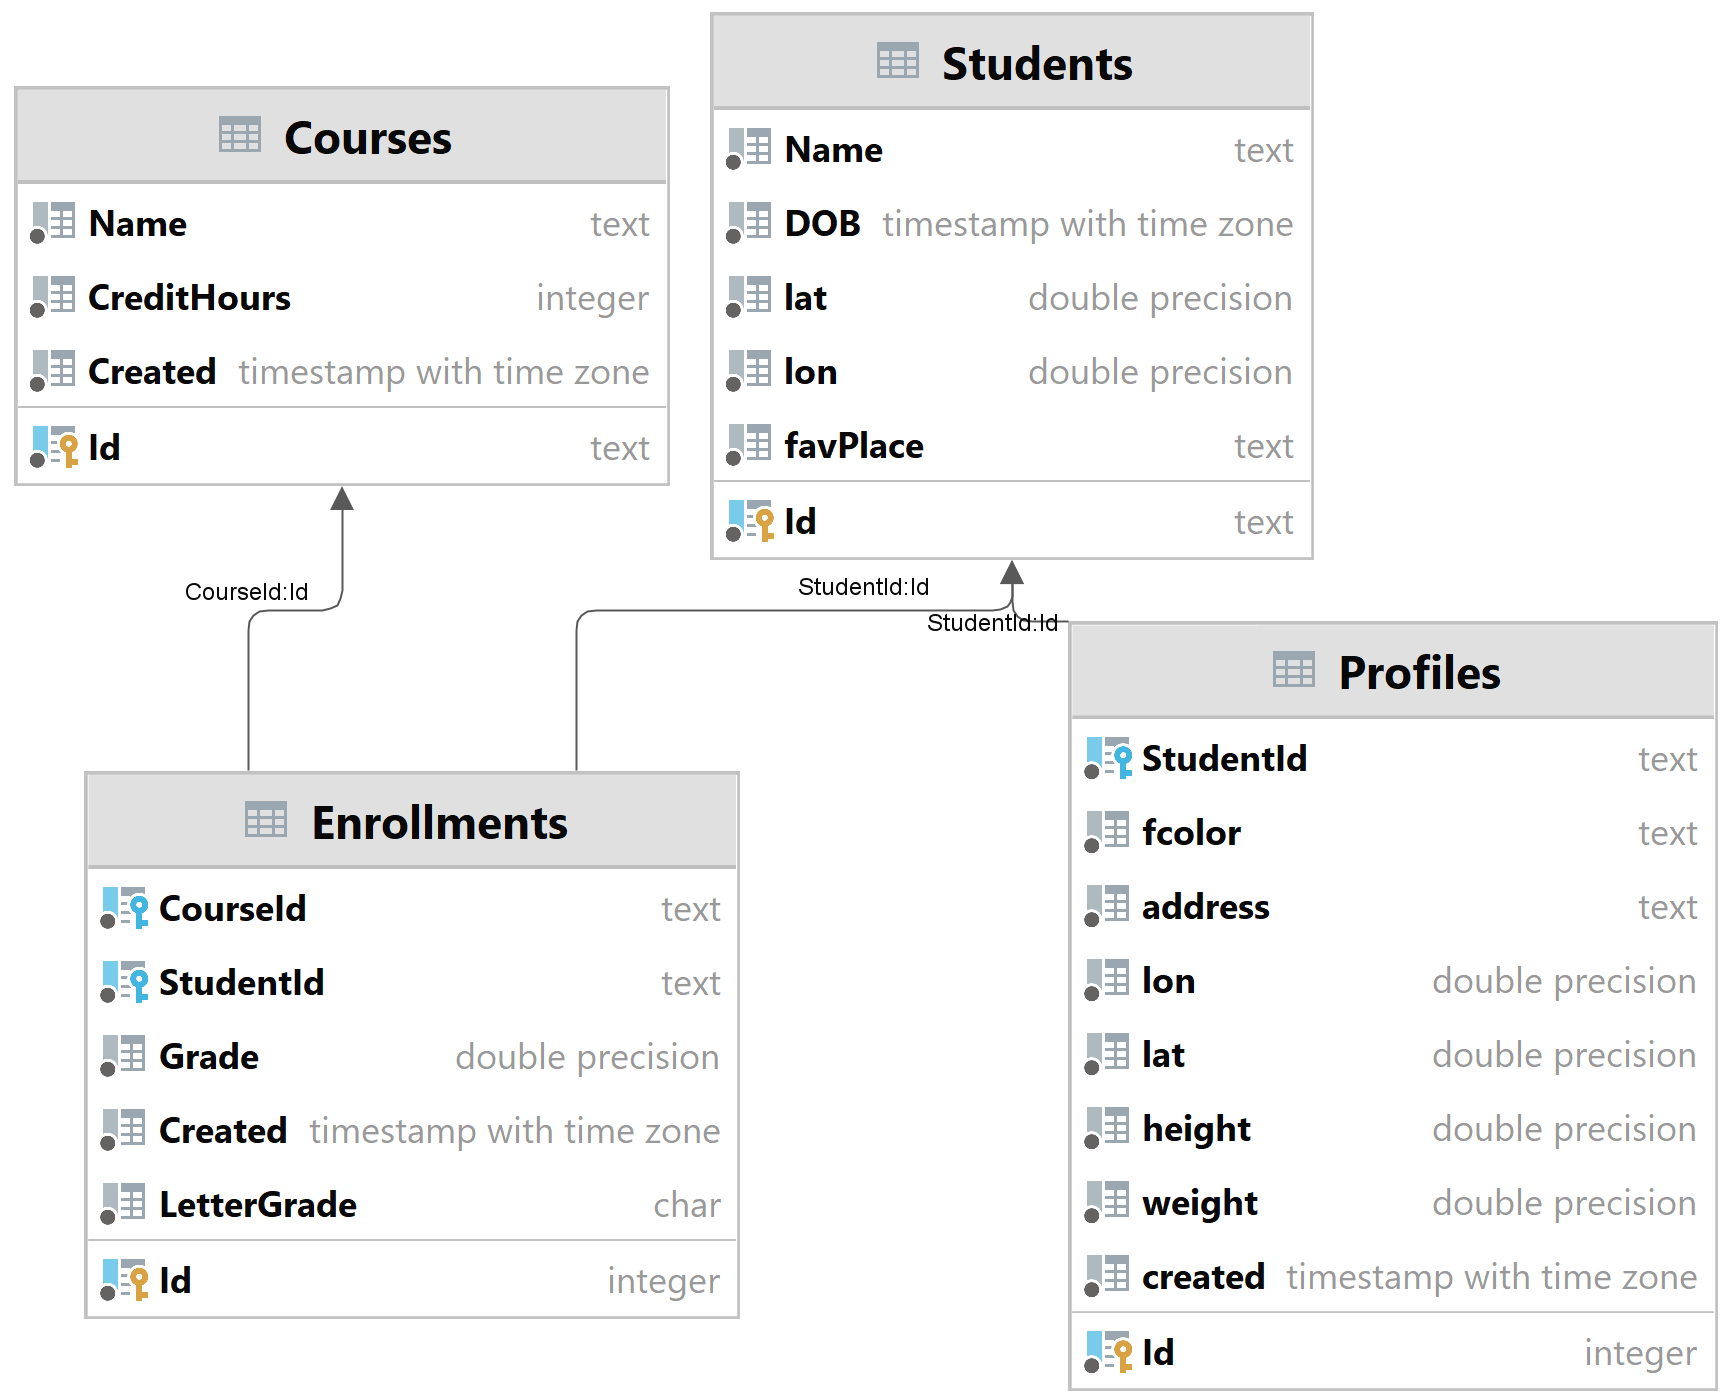 Courses
Name text
CreditHours integer
Created timestamp with time zone
Id text
Students
Name text
DOB timestamp with time zone
lat double precision
lon double precision
favPlace text
Id text
CourseId:Id
StudentId:Id
StudentId:Id
Enrollments
CourseId text
StudentId text
Grade double precision
Created timestamp with time zone
LetterGrade char
Id integer
Profiles
StudentId text
fcolor text
address text
lon double precision
lat double precision
height double precision
weight double precision
created timestamp with time zone
Id integer